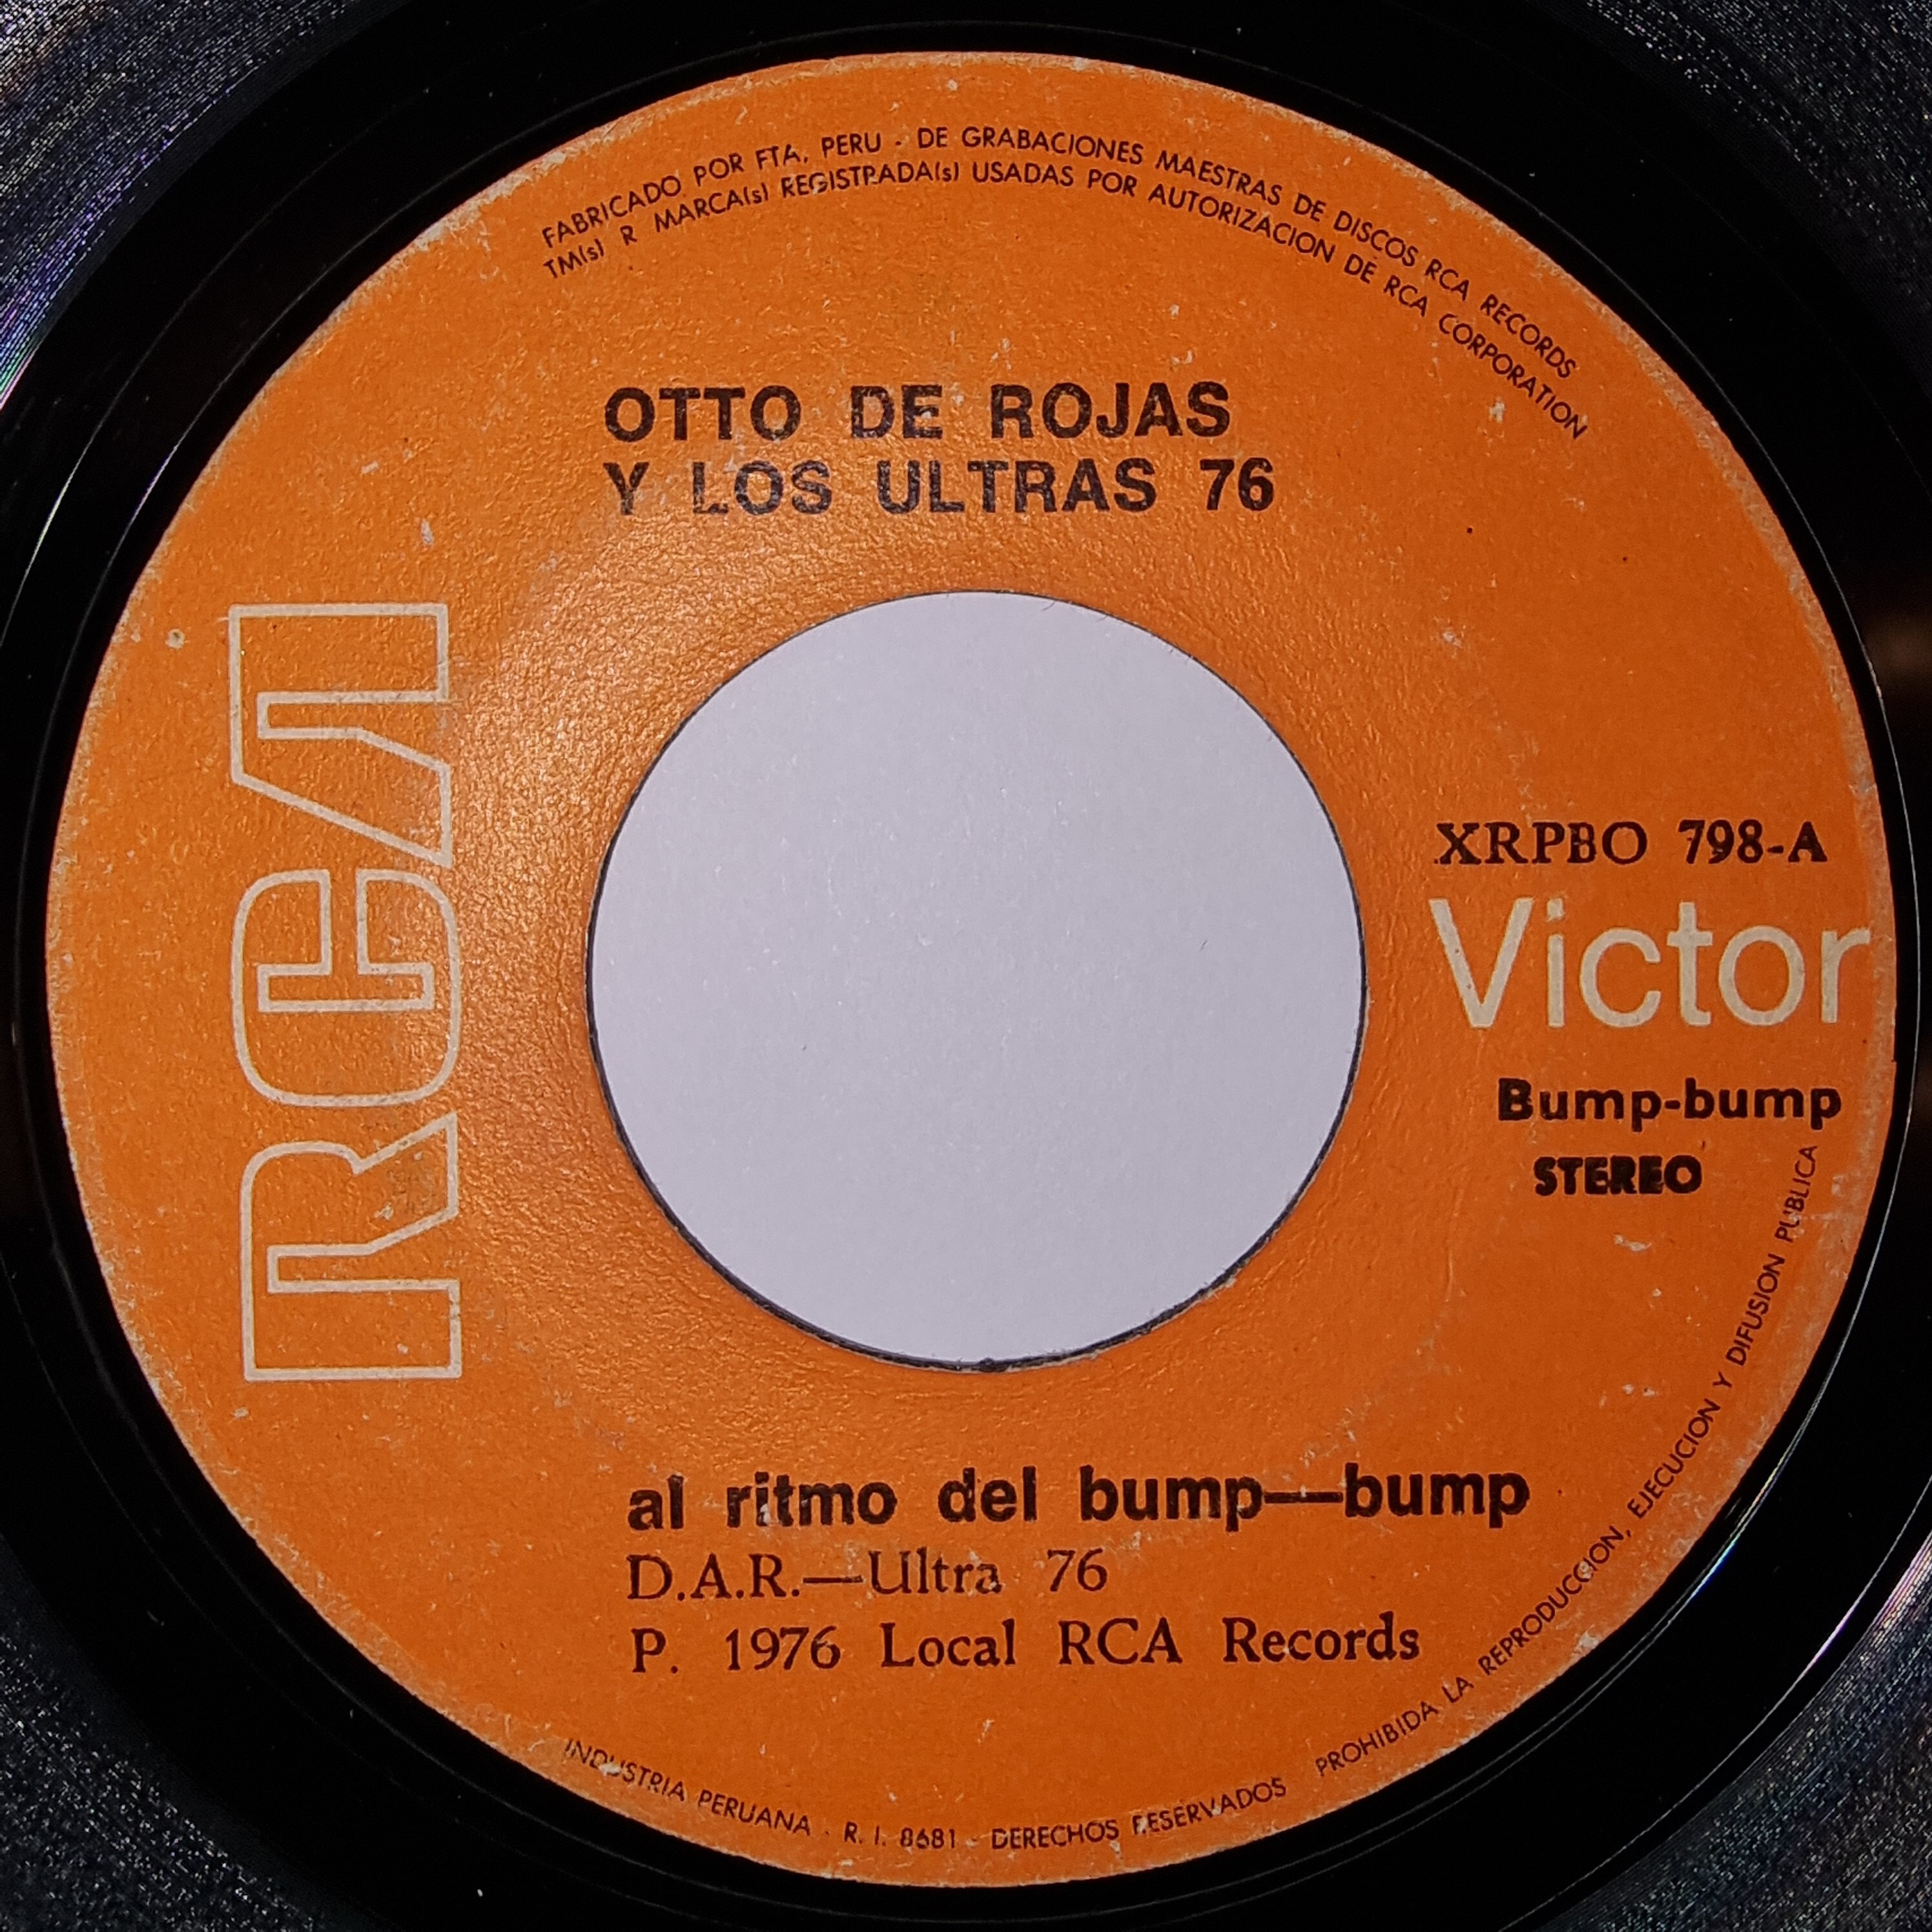 FABRICADO POR FTA, PERU - DE GRABACIONES MAESTRAS DE DISCOS RCA RECORDS
TM(s) R MARCA(s) REGISTRADA(s) USADAS POR AUTORIZACION DE RCA CORPORATION
OTTO DE ROJAS
Y LOS ULTRAS 76
RCA
XRPBO 798-A
Victor
Bump-bump
STEREO
al ritmo del bump—bump
D.A.R.—Ultra 76
P. 1976 Local RCA Records
INDUSTRIA PERUANA - R. I. 8681 - DERECHOS RESERVADOS PROHIBIDA LA REPRODUCCION, EJECUCION Y DIFUSION PUBLICA